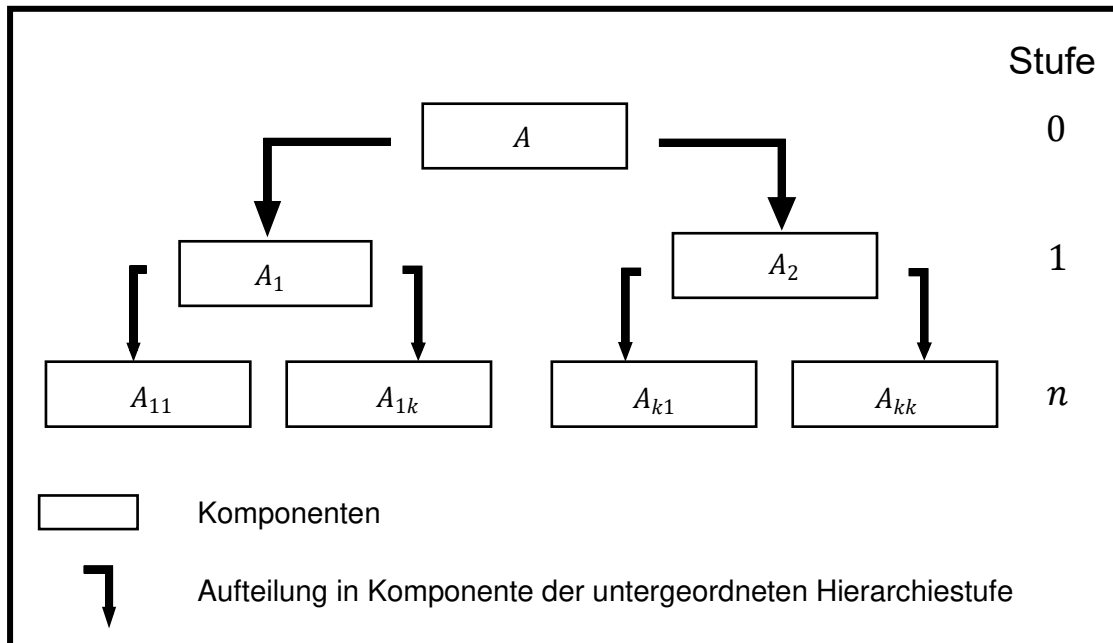 Stufe
A 0
A₁ A₂ 1
A₁₁ A₁ₖ Aₖ₁ Aₖₖ n
Komponenten
Aufteilung in Komponente der untergeordneten Hierarchiestufe